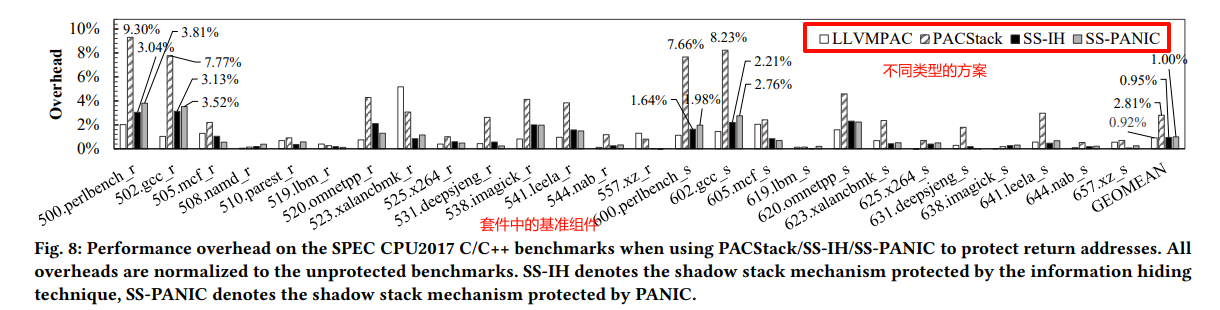 10%
8%
6%
4%
2%
0%
Overhead
9.30%
3.04%
3.81%
7.77%
3.13%
3.52%
7.66%
1.64%
1.98%
8.23%
2.21%
2.76%
1.00%
0.95%
2.81%
0.92%
LLVMPAC PACStack SS-IH SS-PANIC
不同类型的方案
500.perlbench_r
502.gcc_r
505.mcf_r
508.namd_r
510.parest_r
519.lbm_r
520.omnetpp_r
523.xalancbmk_r
525.x264_r
531.deepsjeng_r
538.imagick_r
541.leela_r
544.nab_r
557.xz_r
600.perlbench_s
602.gcc_s
605.mcf_s
619.lbm_s
620.omnetpp_s
623.xalancbmk_s
625.x264_s
631.deepsjeng_s
638.imagick_s
641.leela_s
644.nab_s
657.xz_s
GEOMEAN
套件中的基准组件
Fig. 8: Performance overhead on the SPEC CPU2017 C/C++ benchmarks when using PACStack/SS-IH/SS-PANIC to protect return addresses. All
overheads are normalized to the unprotected benchmarks. SS-IH denotes the shadow stack mechanism protected by the information hiding
technique, SS-PANIC denotes the shadow stack mechanism protected by PANIC.